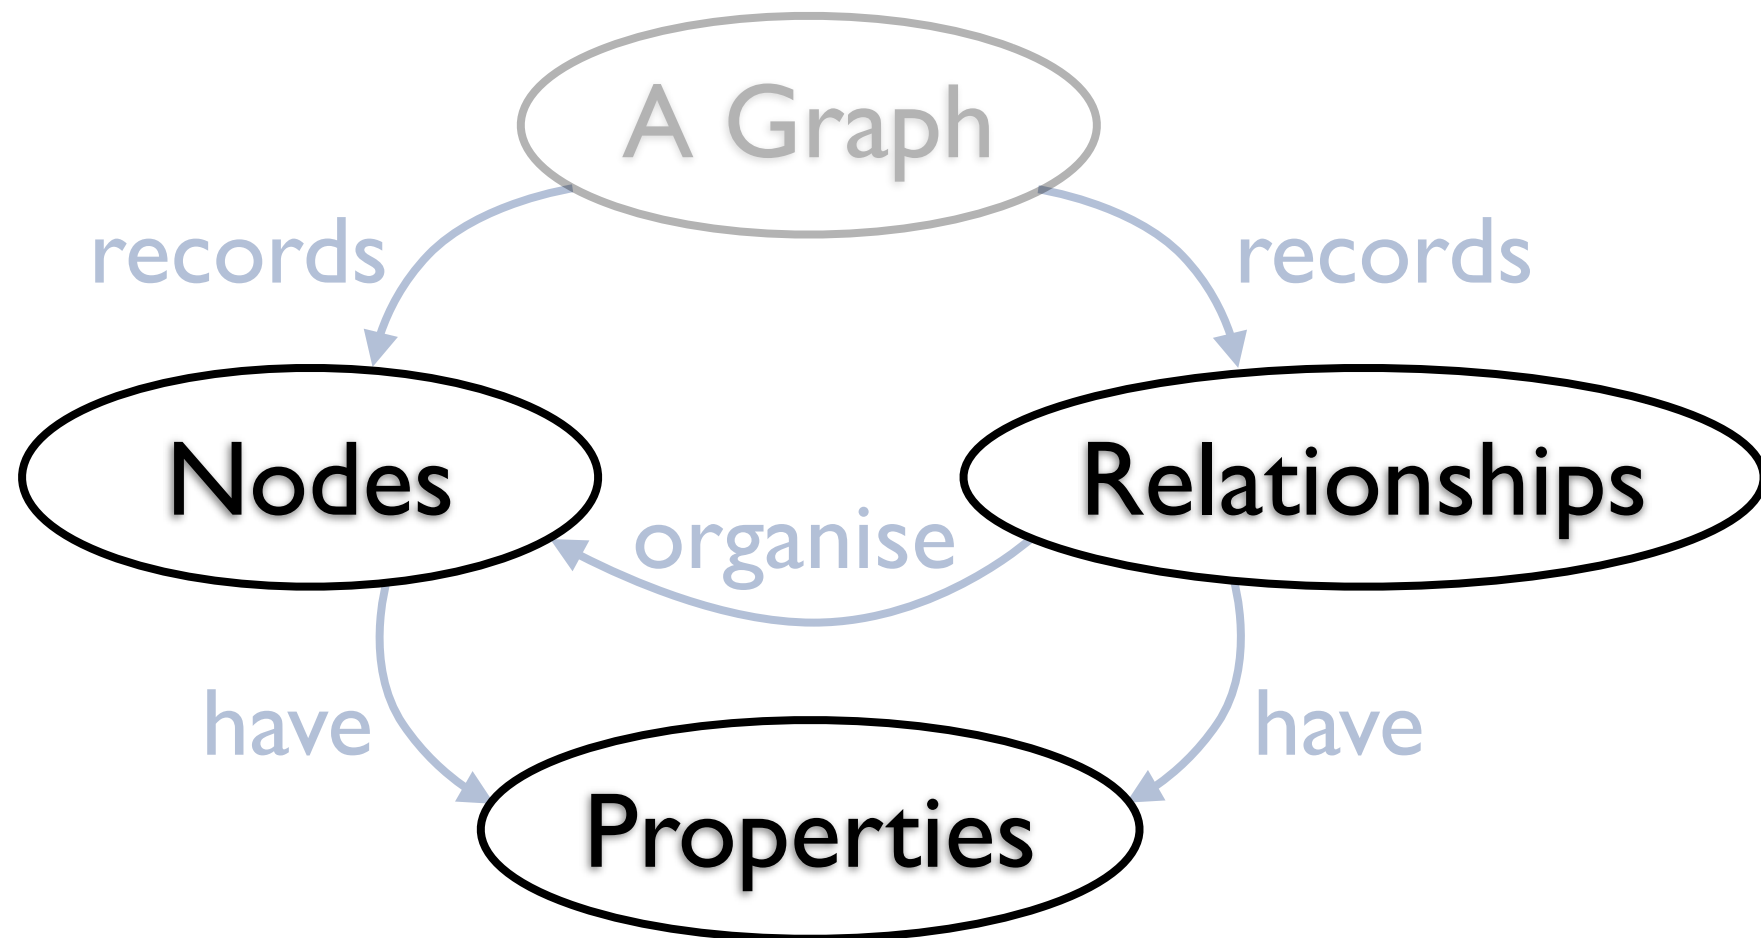 A Graph
records
records
Nodes
Relationships
organise
have
have
Properties